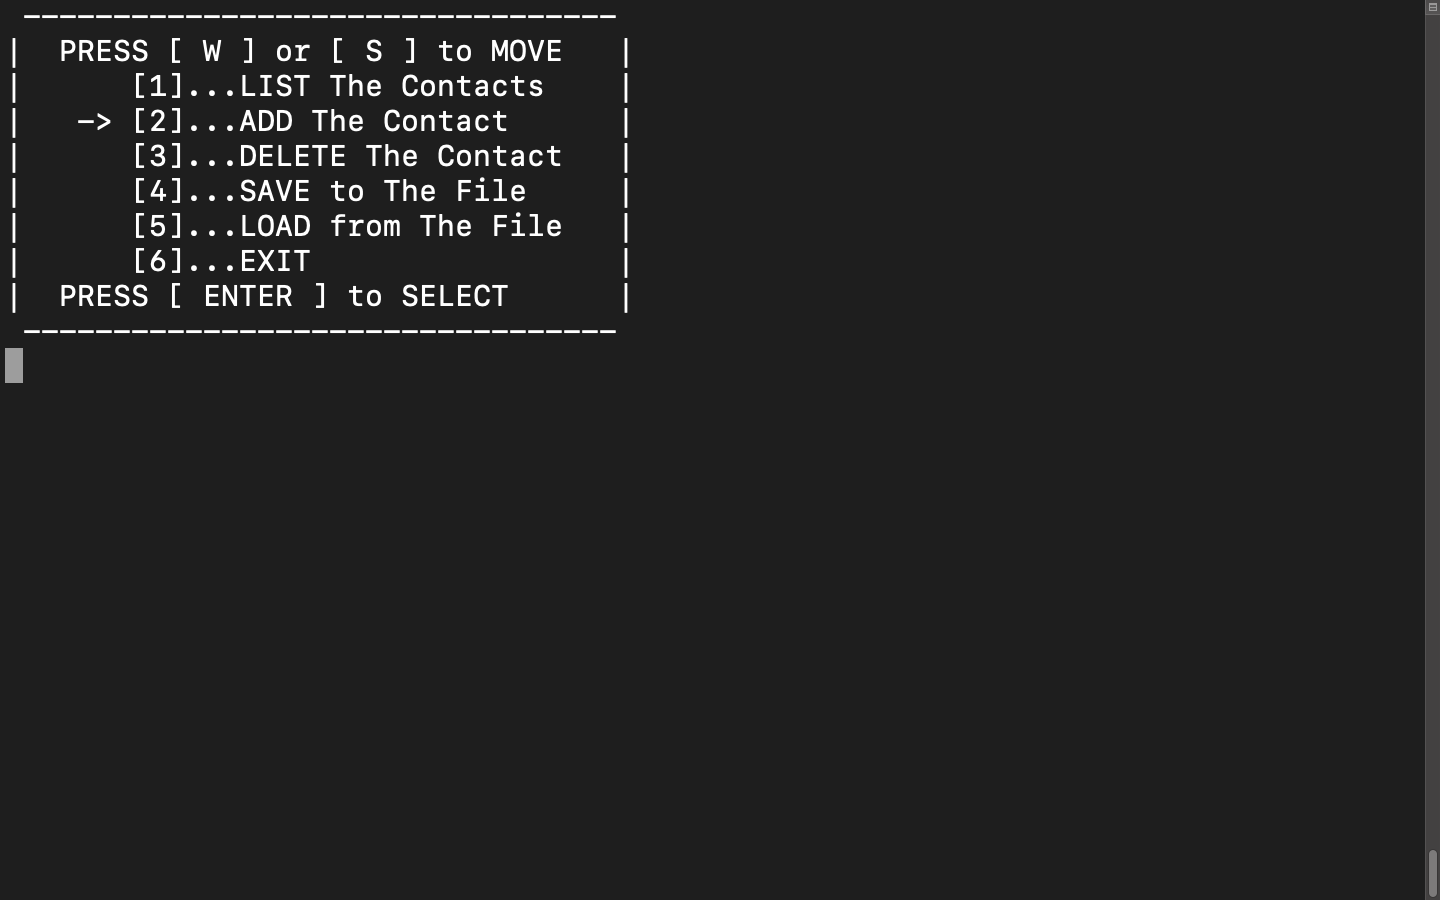 ---------------------------------
|  PRESS [ W ] or [ S ] to MOVE   |
|      [1]...LIST The Contacts    |
|   -> [2]...ADD The Contact      |
|      [3]...DELETE The Contact   |
|      [4]...SAVE to The File     |
|      [5]...LOAD from The File   |
|      [6]...EXIT                 |
|  PRESS [ ENTER ] to SELECT      |
---------------------------------